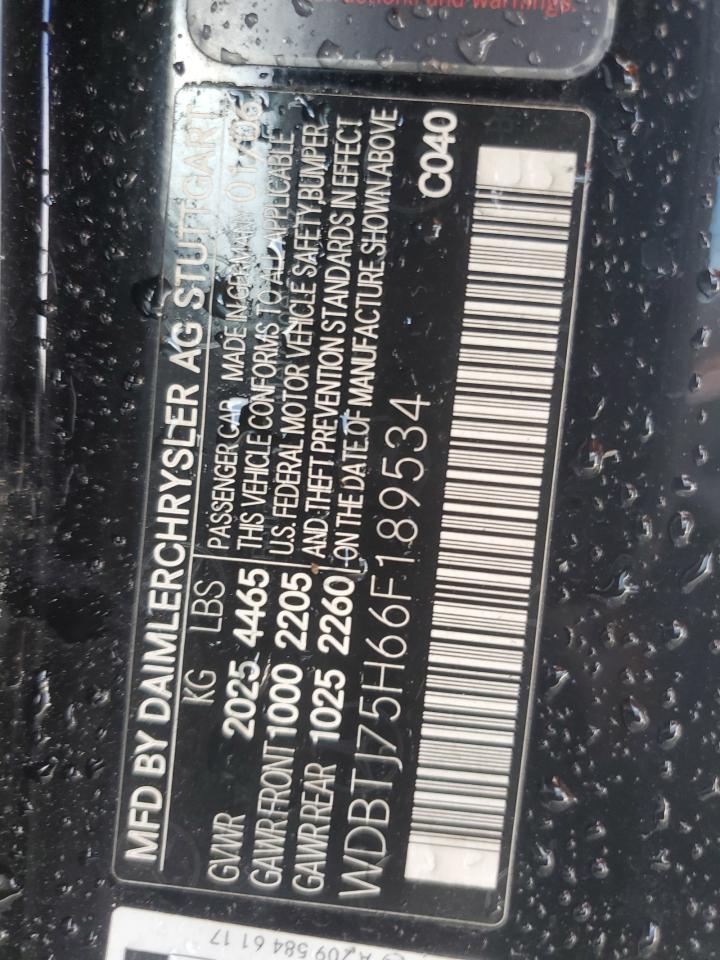 and warnings.
MFD BY DAIMLERCHRYSLER AG STUTTGART
KG LBS PASSENGER CAR MADE IN GERMANY 01/06
GVWR 2025 4465 THIS VEHICLE CONFORMS TO ALL APPLICABLE
GAWR FRONT 1000 2205 U.S. FEDERAL MOTOR VEHICLE SAFETY, BUMPER,
GAWR REAR 1025 2260 AND THEFT PREVENTION STANDARDS IN EFFECT
ON THE DATE OF MANUFACTURE SHOWN ABOVE
WDBTJ75H66F189534
C040
A 209 584 61 17